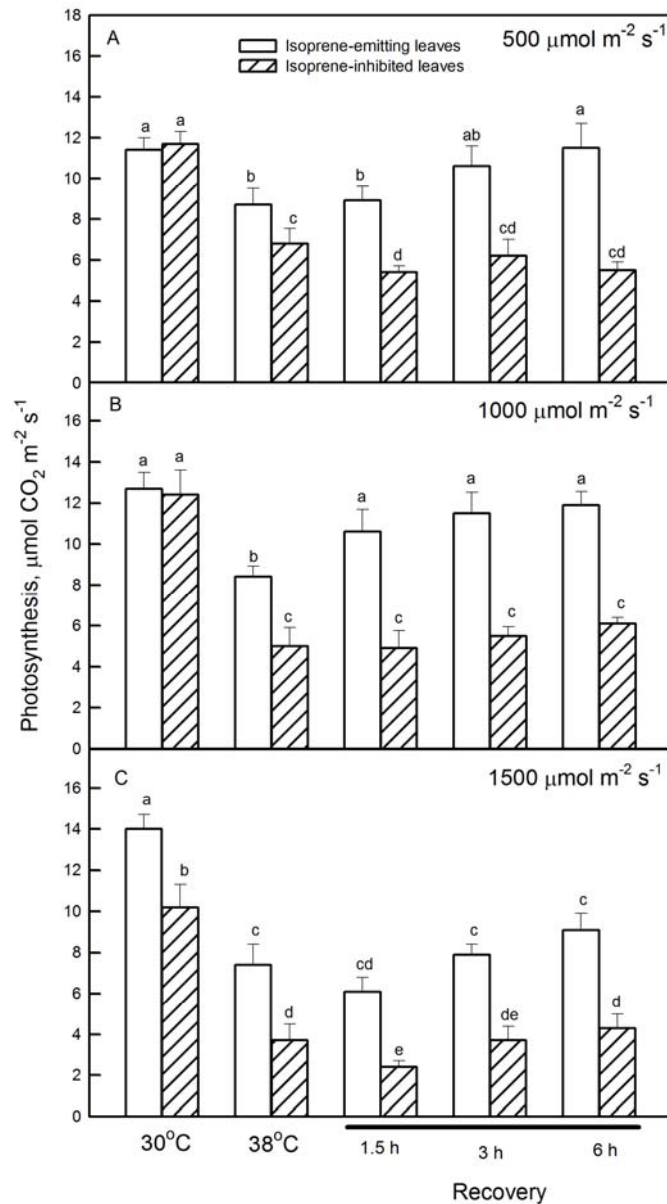 A
500 μmol m⁻² s⁻¹
Isoprene-emitting leaves
Isoprene-inhibited leaves
18
16
14
12
10
8
6
4
2
0
a a b c b d ab cd a cd
B
1000 μmol m⁻² s⁻¹
16
14
12
10
8
6
4
2
0
a a b c a c a c a c
Photosynthesis, μmol CO₂ m⁻² s⁻¹
C
1500 μmol m⁻² s⁻¹
16
14
12
10
8
6
4
2
0
a b c d cd e c de c d
30°C 38°C 1.5 h 3 h 6 h
Recovery